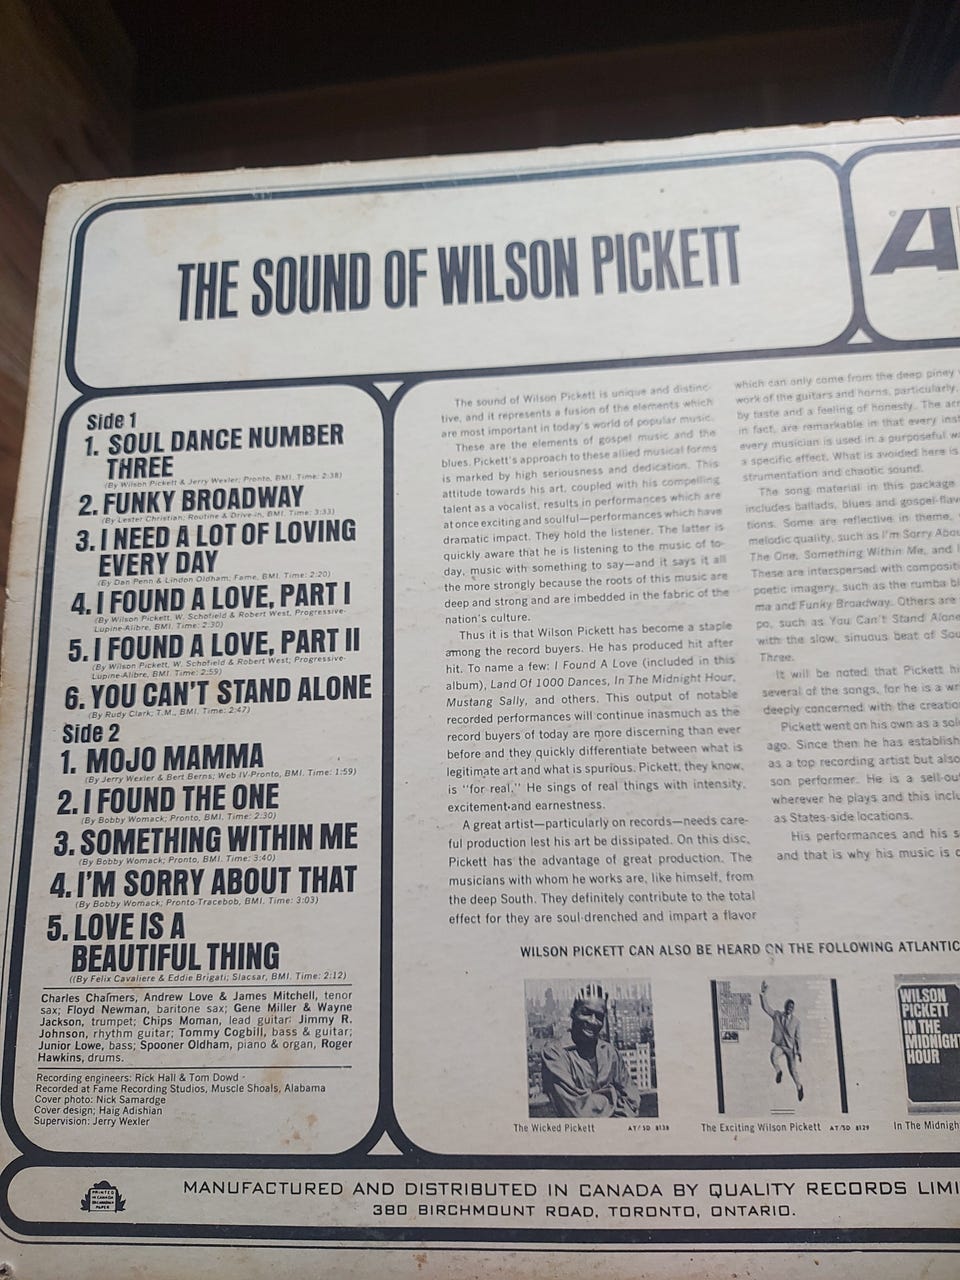 THE SOUND OF WILSON PICKETT
A
Side 1
1. SOUL DANCE NUMBER
THREE
(By Wilson Pickett & Jerry Wexler; Pronto, BMI. Time: 2:38)
2. FUNKY BROADWAY
(By Lester Christian; Routine & Drive-in, BMI. Time: 3:33)
3. I NEED A LOT OF LOVING
EVERY DAY
(By Dan Penn & Lindon Oldham; Fame, BMI. Time: 2:20)
4. I FOUND A LOVE, PART I
(By Wilson Pickett, W. Schofield & Robert West; Progressive-
Lupine-Alibre, BMI. Time: 2:30)
5. I FOUND A LOVE, PART II
(By Wilson Pickett, W. Schofield & Robert West; Progressive-
Lupine-Alibre, BMI. Time: 2:59)
6. YOU CAN'T STAND ALONE
(By Rudy Clark; T.M., BMI. Time: 2:47)
Side 2
1. MOJO MAMMA
(By Jerry Wexler & Bert Berns; Web IV-Pronto, BMI. Time: 1:59)
2. I FOUND THE ONE
(By Bobby Womack; Pronto, BMI. Time: 2:30)
3. SOMETHING WITHIN ME
(By Bobby Womack; Pronto, BMI. Time: 3:40)
4. I'M SORRY ABOUT THAT
(By Bobby Womack; Pronto-Tracebob, BMI. Time: 3:03)
5. LOVE IS A
BEAUTIFUL THING
((By Felix Cavaliere & Eddie Brigati; Slacsar, BMI. Time: 2:12)
Charles Chalmers, Andrew Love & James Mitchell, tenor
sax; Floyd Newman, baritone sax; Gene Miller & Wayne
Jackson, trumpet; Chips Moman, lead guitar; Jimmy R.
Johnson, rhythm guitar; Tommy Cogbill, bass & guitar;
Junior Lowe, bass; Spooner Oldham, piano & organ, Roger
Hawkins, drums.
Recording engineers: Rick Hall & Tom Dowd
Recorded at Fame Recording Studios, Muscle Shoals, Alabama
Cover photo: Nick Samardge
Cover design; Haig Adishian
Supervision: Jerry Wexler
The sound of Wilson Pickett is unique and distinc-
tive, and it represents a fusion of the elements which
are most important in today's world of popular music.
These are the elements of gospel music and the
blues. Pickett's approach to these allied musical forms
is marked by high seriousness and dedication. This
attitude towards his art, coupled with his compelling
talent as a vocalist, results in performances which are
at once exciting and soulful—performances which have
dramatic impact. They hold the listener. The latter is
quickly aware that he is listening to the music of to-
day, music with something to say—and it says it all
the more strongly because the roots of this music are
deep and strong and are imbedded in the fabric of the
nation's culture.
Thus it is that Wilson Pickett has become a staple
among the record buyers. He has produced hit after
hit. To name a few: I Found A Love (included in this
album), Land Of 1000 Dances, In The Midnight Hour,
Mustang Sally, and others. This output of notable
recorded performances will continue inasmuch as the
record buyers of today are more discerning than ever
before and they quickly differentiate between what is
legitimate art and what is spurious. Pickett, they know,
is "for real." He sings of real things with intensity,
excitement and earnestness.
A great artist—particularly on records—needs care-
ful production lest his art be dissipated. On this disc,
Pickett has the advantage of great production. The
musicians with whom he works are, like himself, from
the deep South. They definitely contribute to the total
effect for they are soul-drenched and impart a flavor
which can only come from the deep piney
work of the guitars and horns, particularly,
by taste and a feeling of honesty. The arr
in fact, are remarkable in that every inst
every musician is used in a purposeful w
a specific effect. What is avoided here is
strumentation and chaotic sound.
The song material in this package
includes ballads, blues and gospel-flav
tions. Some are reflective in theme,
melodic quality, such as I'm Sorry Abou
The One, Something Within Me, and I
These are interspersed with compositi
poetic imagery, such as the rumba bl
ma and Funky Broadway. Others are
po, such as You Can't Stand Alone
with the slow, sinuous beat of Sou
Three.
It will be noted that Pickett hi
several of the songs, for he is a wr
deeply concerned with the creatio
Pickett went on his own as a solo
ago. Since then he has establish
as a top recording artist but also
son performer. He is a sell-ou
wherever he plays and this inclu
as States-side locations.
His performances and his s
and that is why his music is o
WILSON PICKETT CAN ALSO BE HEARD ON THE FOLLOWING ATLANTIC
WILSON
PICKETT
IN THE
MIDNIGHT
HOUR
The Wicked Pickett AT/SD 8138
The Exciting Wilson Pickett AT/SD 8129
In The Midnigh
PRINTED
IN CANADA
PAPER
MANUFACTURED AND DISTRIBUTED IN CANADA BY QUALITY RECORDS LIMI
380 BIRCHMOUNT ROAD, TORONTO, ONTARIO.